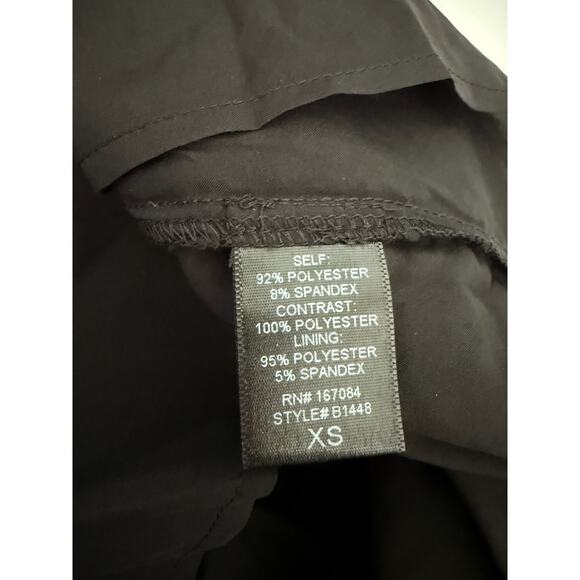 SELF:
92% POLYESTER
8% SPANDEX
CONTRAST:
100% POLYESTER
LINING:
95% POLYESTER
5% SPANDEX
RN# 167084
STYLE# B1448
XS